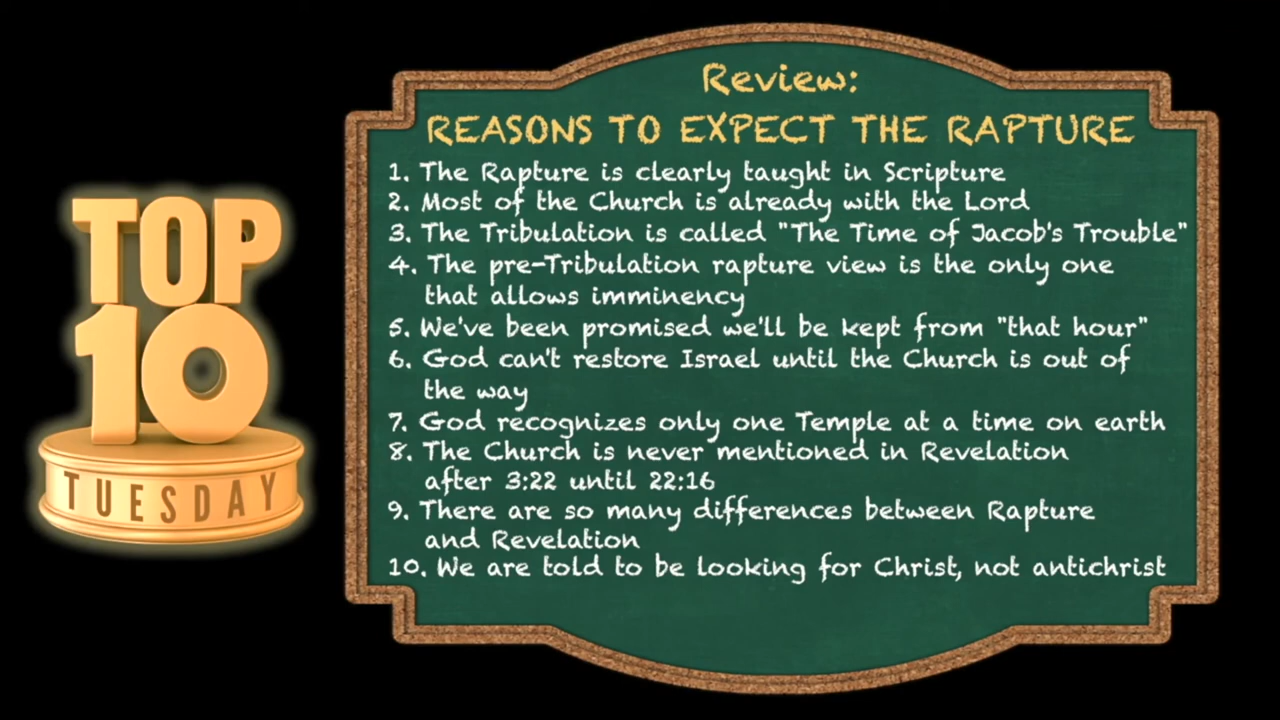 TOP
10
TUESDAY
Review:
REASONS TO EXPECT THE RAPTURE
1. The Rapture is clearly taught in Scripture
2. Most of the Church is already with the Lord
3. The Tribulation is called "The Time of Jacob's Trouble"
4. The pre-Tribulation rapture view is the only one
that allows imminency
5. We've been promised we'll be kept from "that hour"
6. God can't restore Israel until the Church is out of
the way
7. God recognizes only one Temple at a time on earth
8. The Church is never mentioned in Revelation
after 3:22 until 22:16
9. There are so many differences between Rapture
and Revelation
10. We are told to be looking for Christ, not antichrist